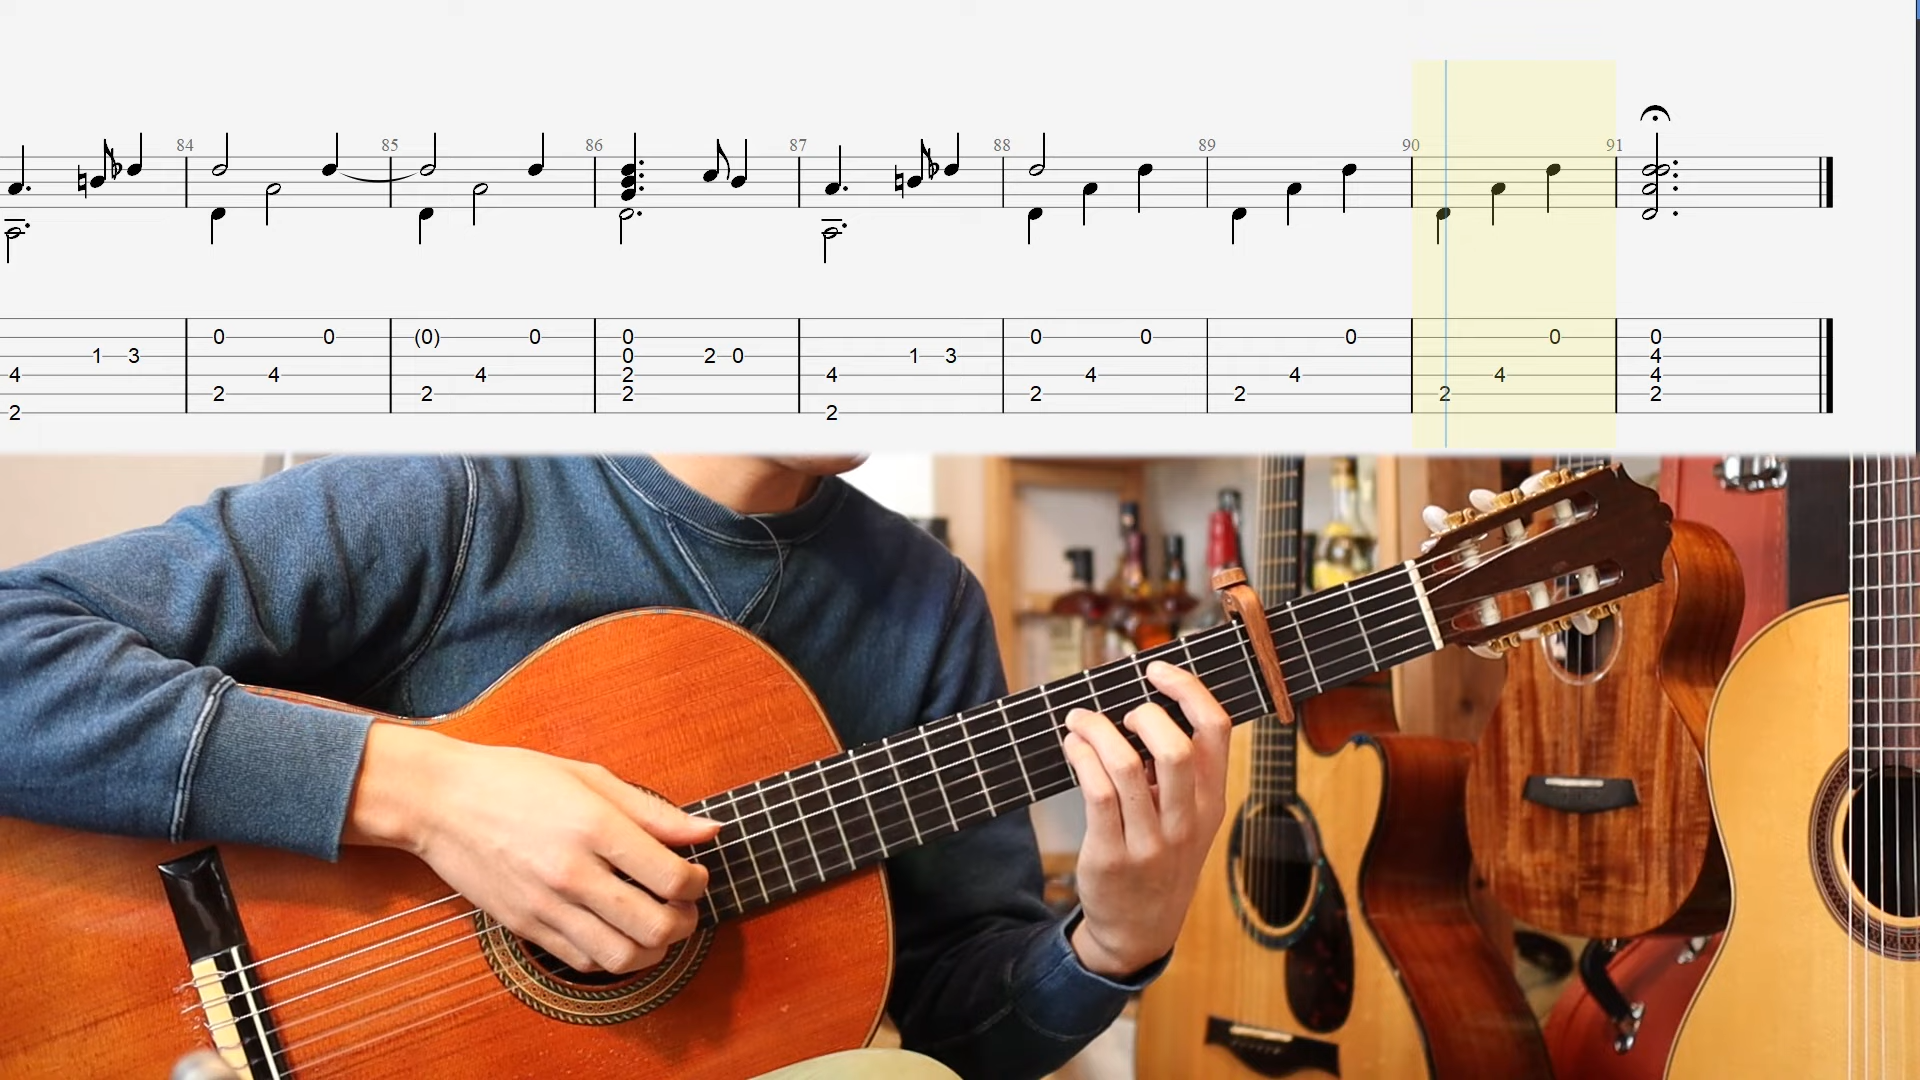 84 85 86 87 88 89 90 91
0 0 (0) 0 0 0 0 0 0 0
1 3 0 2 0 1 3 4
4 4 4 2 4 4 4 4 4
2 2 2 2 2 2 2
2 2